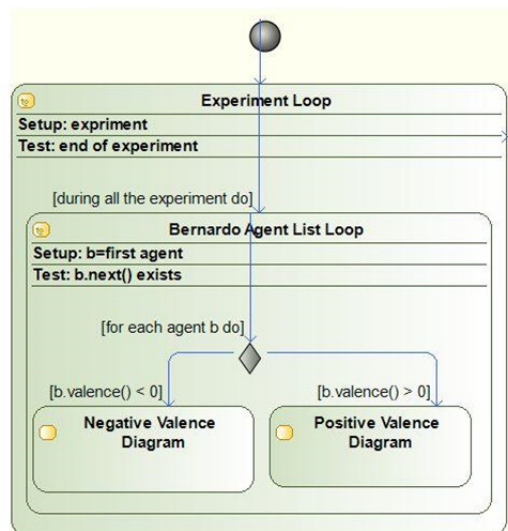 Experiment Loop
Setup: expriment
Test: end of experiment
[during all the experiment do]
Bernardo Agent List Loop
Setup: b=first agent
Test: b.next() exists
[for each agent b do]
[b.valence() < 0]
[b.valence() > 0]
Negative Valence
Diagram
Positive Valence
Diagram